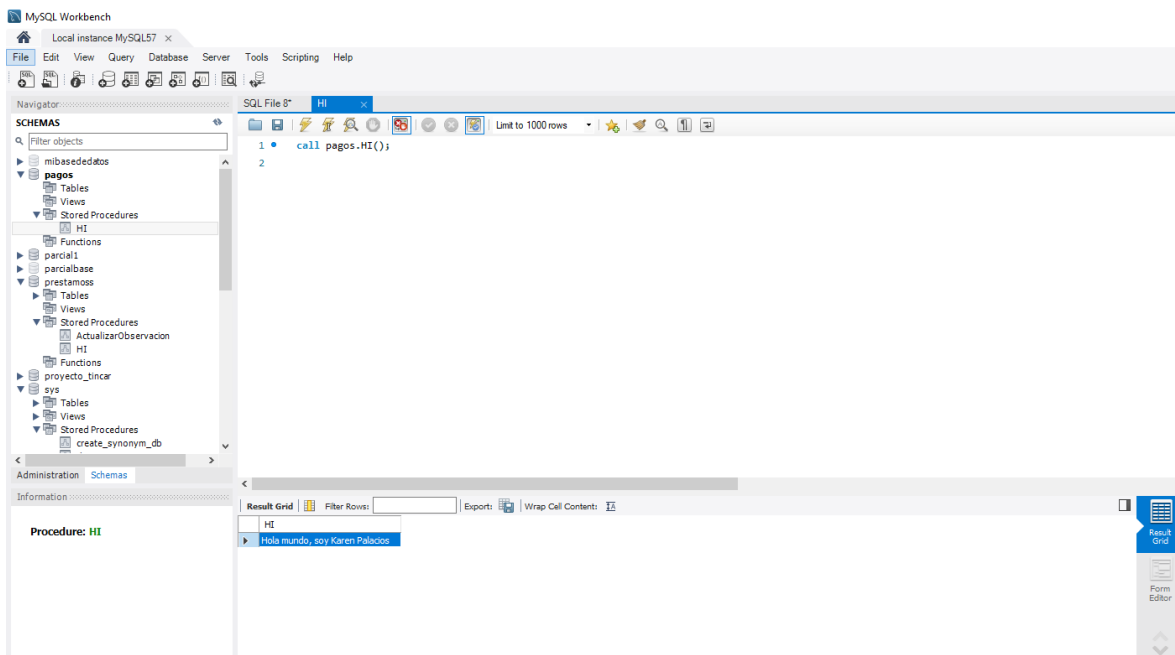 MySQL Workbench
Local instance MySQL57 ×
File Edit View Query Database Server Tools Scripting Help
Navigator
SCHEMAS
Filter objects
mibasededatos
pagos
Tables
Views
Stored Procedures
HI
Functions
parcial1
parcialbase
prestamoss
Tables
Views
Stored Procedures
ActualizarObservacion
HI
Functions
proyecto_tincar
sys
Tables
Views
Stored Procedures
create_synonym_db
Administration Schemas
Information
Procedure: HI
SQL File 8* HI ×
Limit to 1000 rows
1 call pagos.HI();
2
Result Grid Filter Rows: Export: Wrap Cell Content: IA
HI
Hola mundo, soy Karen Palacios
Result
Grid
Form
Editor